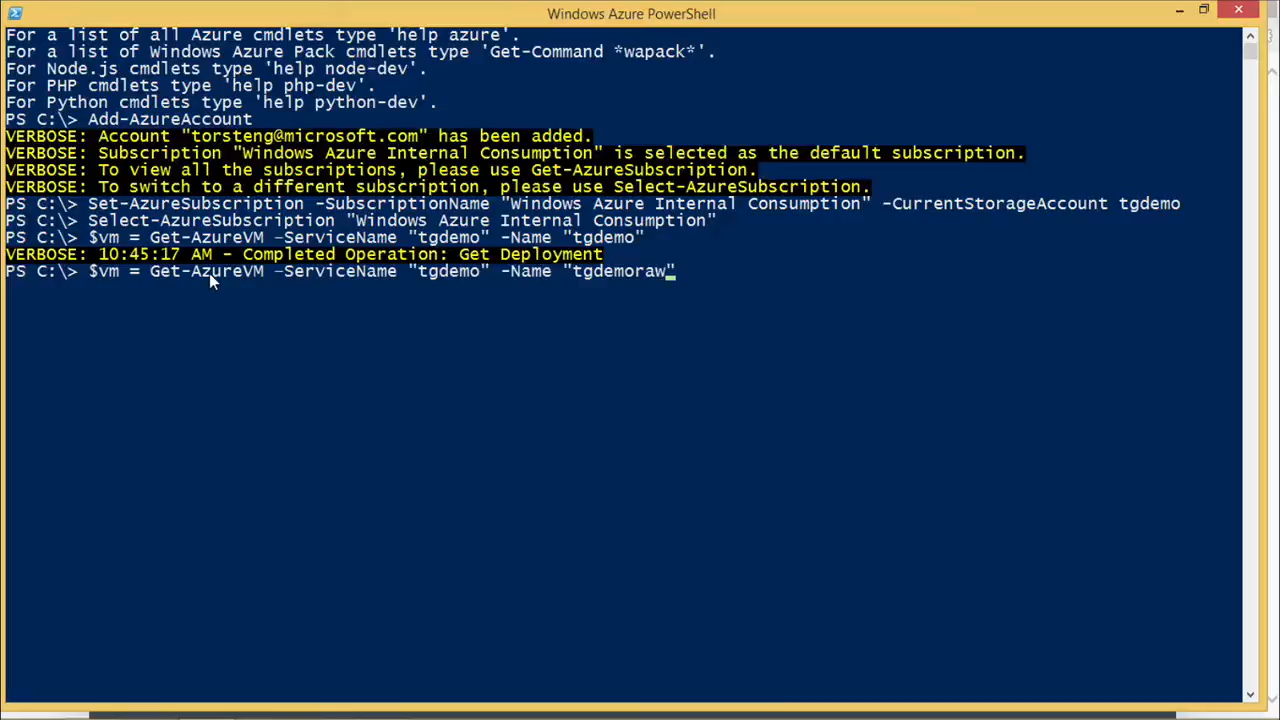 Windows Azure PowerShell
For a list of all Azure cmdlets type 'help azure'.
For a list of Windows Azure Pack cmdlets type 'Get-Command *wapack*'.
For Node.js cmdlets type 'help node-dev'.
For PHP cmdlets type 'help php-dev'.
For Python cmdlets type 'help python-dev'.
PS C:\> Add-AzureAccount
VERBOSE: Account "torsteng@microsoft.com" has been added.
VERBOSE: Subscription "Windows Azure Internal Consumption" is selected as the default subscription.
VERBOSE: To view all the subscriptions, please use Get-AzureSubscription.
VERBOSE: To switch to a different subscription, please use Select-AzureSubscription.
PS C:\> Set-AzureSubscription -SubscriptionName "Windows Azure Internal Consumption" -CurrentStorageAccount tgdemo
PS C:\> Select-AzureSubscription "Windows Azure Internal Consumption"
PS C:\> $vm = Get-AzureVM –ServiceName "tgdemo" -Name "tgdemo"
VERBOSE: 10:45:17 AM - Completed Operation: Get Deployment
PS C:\> $vm = Get-AzureVM –ServiceName "tgdemo" -Name "tgdemoraw"